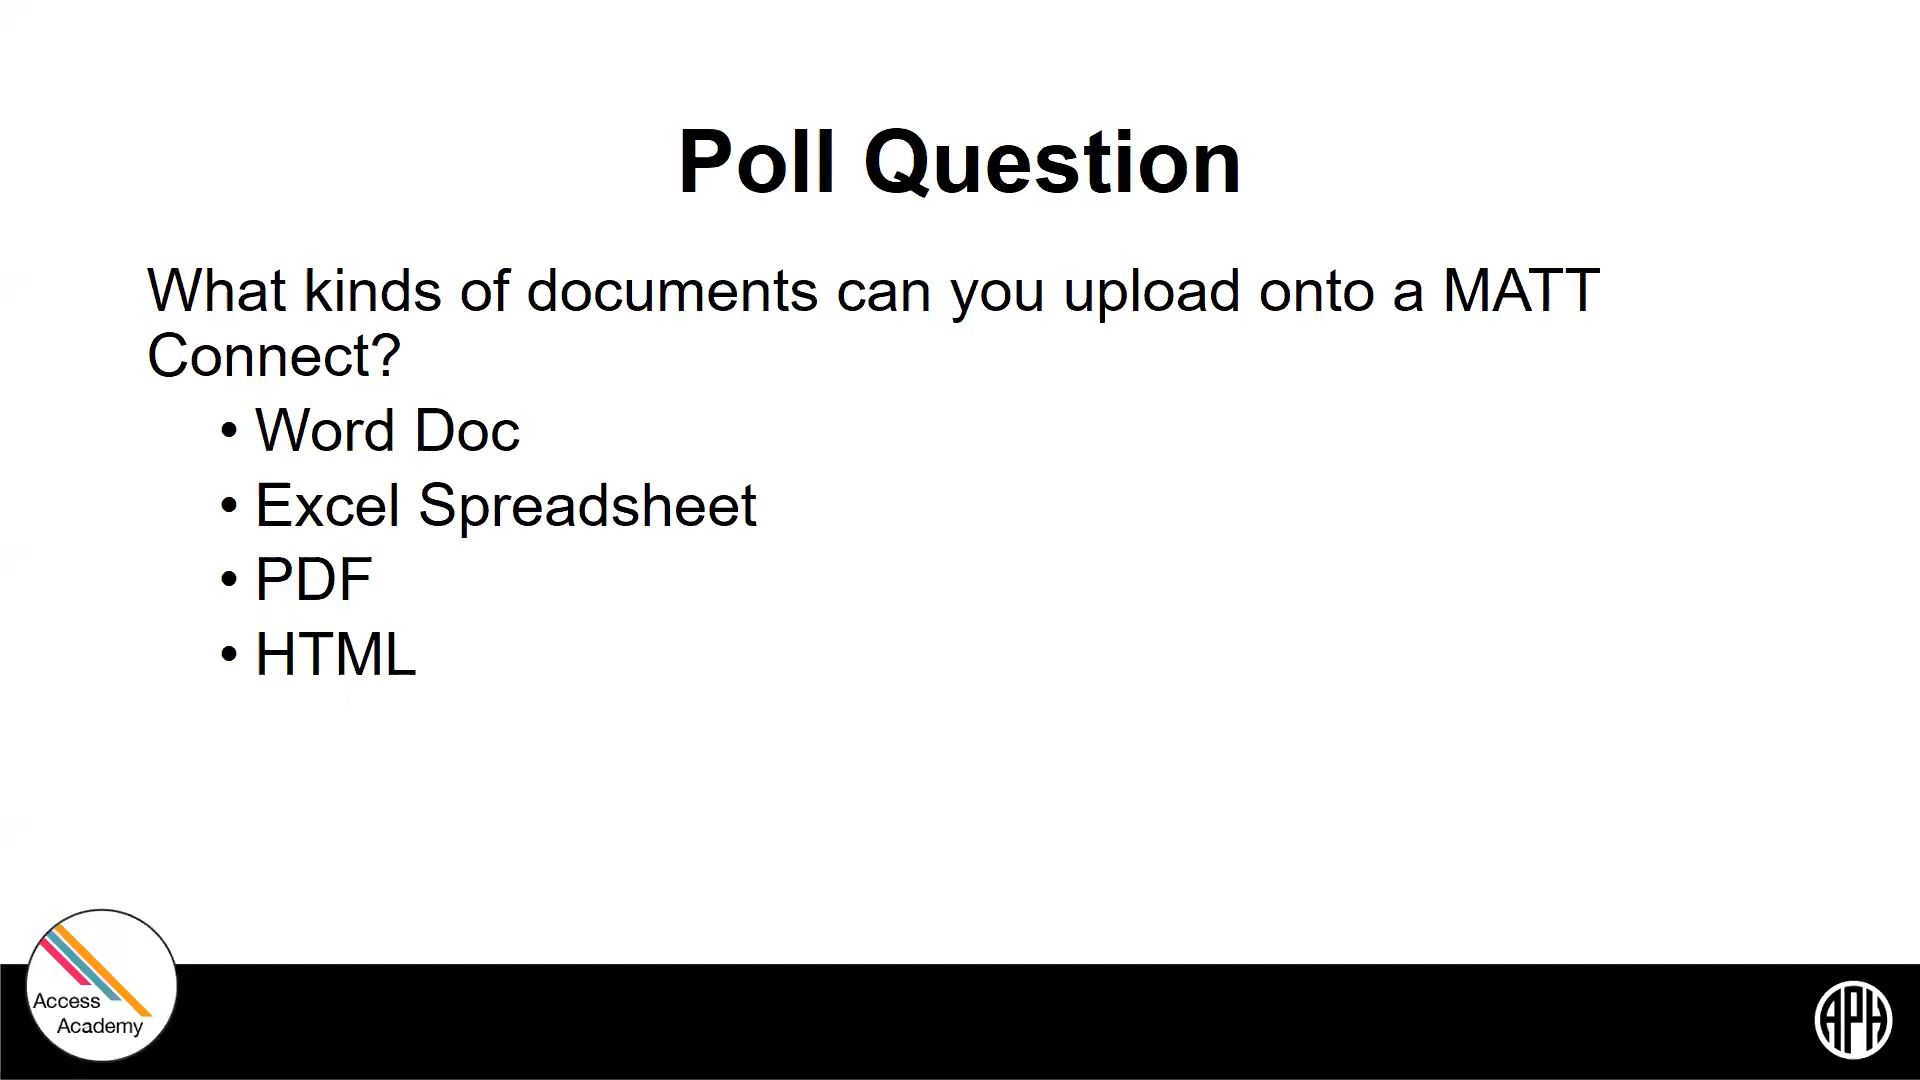 Poll Question
What kinds of documents can you upload onto a MATT
Connect?
• Word Doc
• Excel Spreadsheet
• PDF
• HTML
Access
Academy
APH